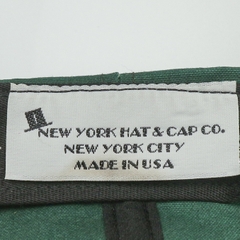 NEW YORK HAT & CAP CO.
NEW YORK CITY
MADE IN USA